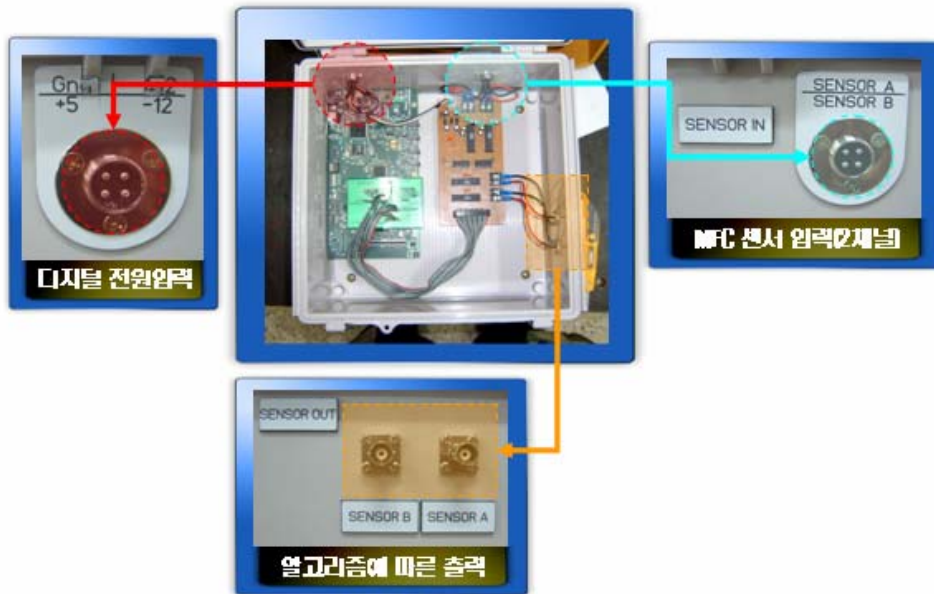 Gnd
+5 -12
디지털 전원입력
SENSOR IN
SENSOR A
SENSOR B
MFC 센서 입력(2채널)
SENSOR OUT
SENSOR B SENSOR A
알고리즘에 따른 출력